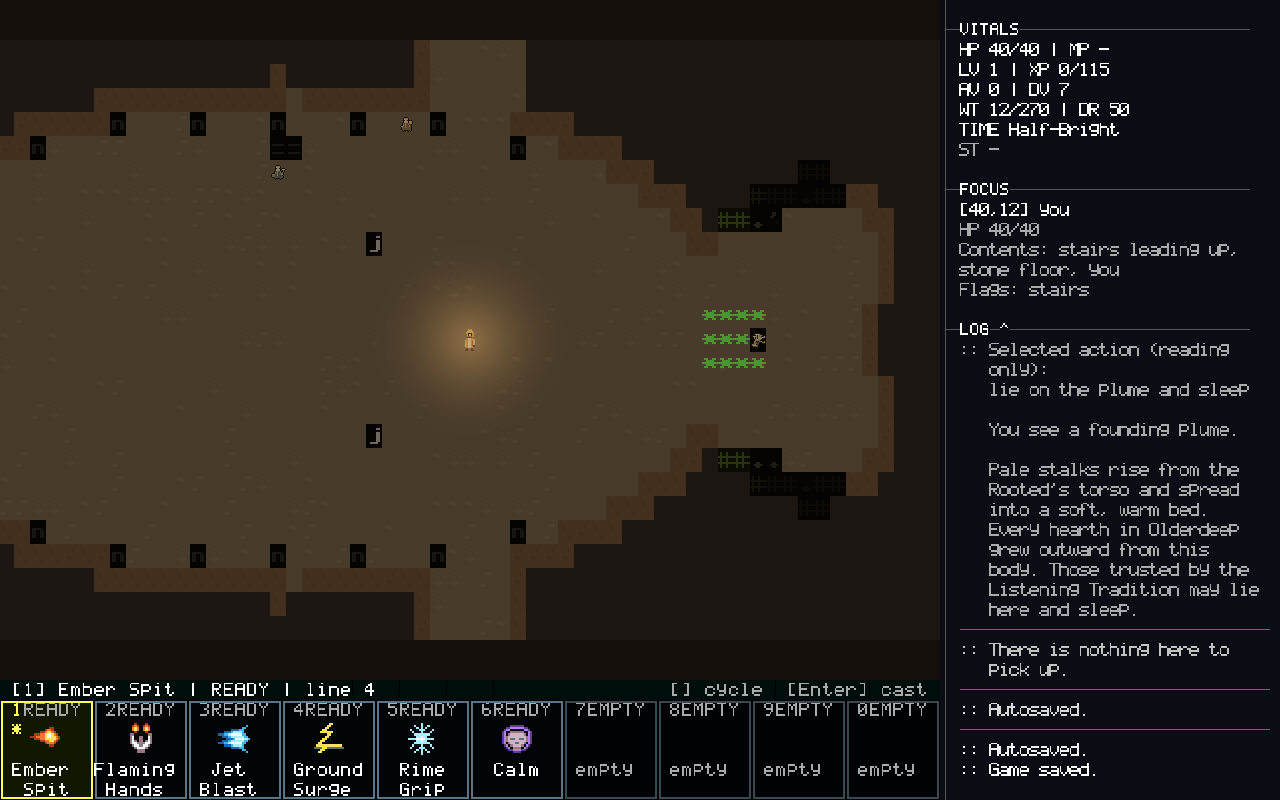 VITALS
HP 40/40 | MP -
LV 1 | XP 0/115
AV 0 | DV 7
WT 12/270 | DR 50
TIME Half-Bright
ST -
FOCUS
[40,12] You
HP 40/40
Contents: stairs leading up,
stone floor, you
Flags: stairs
LOG ^
:: Selected action (reading
only):
lie on the Plume and sleep
You see a founding Plume.
Pale stalks rise from the
Rooted's torso and spread
into a soft, warm bed.
Every hearth in Olderdeep
grew outward from this
body. Those trusted by the
Listening Tradition may lie
here and sleep.
:: There is nothing here to
Pick up.
:: Autosaved.
:: Autosaved.
:: Game saved.
n n n n n
n == n
j
j
n n
n n n n n
[1] Ember Spit | READY | line 4 [] cycle [Enter] cast
1READY 2READY 3READY 4READY 5READY 6READY 7EMPTY 8EMPTY 9EMPTY 0EMPTY
*
Ember Flaming Jet Ground Rime Calm empty empty empty empty
Spit Hands Blast Surge Grip